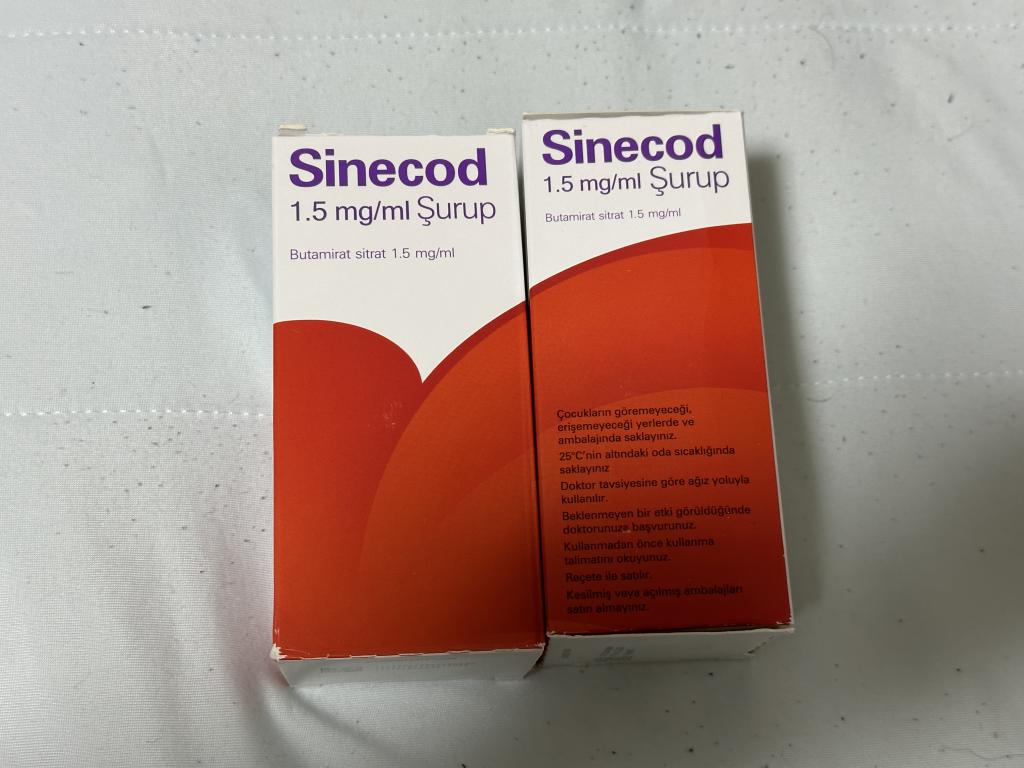 Sinecod
1.5 mg/ml Şurup
Butamirat sitrat 1.5 mg/ml
Sinecod
1.5 mg/ml Şurup
Butamirat sitrat 1.5 mg/ml
Çocukların göremeyeceği,
erişemeyeceği yerlerde ve
ambalajında saklayınız.
25°C'nin altındaki oda sıcaklığında
saklayınız
Doktor tavsiyesine göre ağız yoluyla
kullanılır.
Beklenmeyen bir etki görüldüğünde
doktorunuza başvurunuz.
Kullanmadan önce kullanma
talimatını okuyunuz.
Reçete ile satılır.
Kesilmiş veya açılmış ambalajları
satın almayınız.